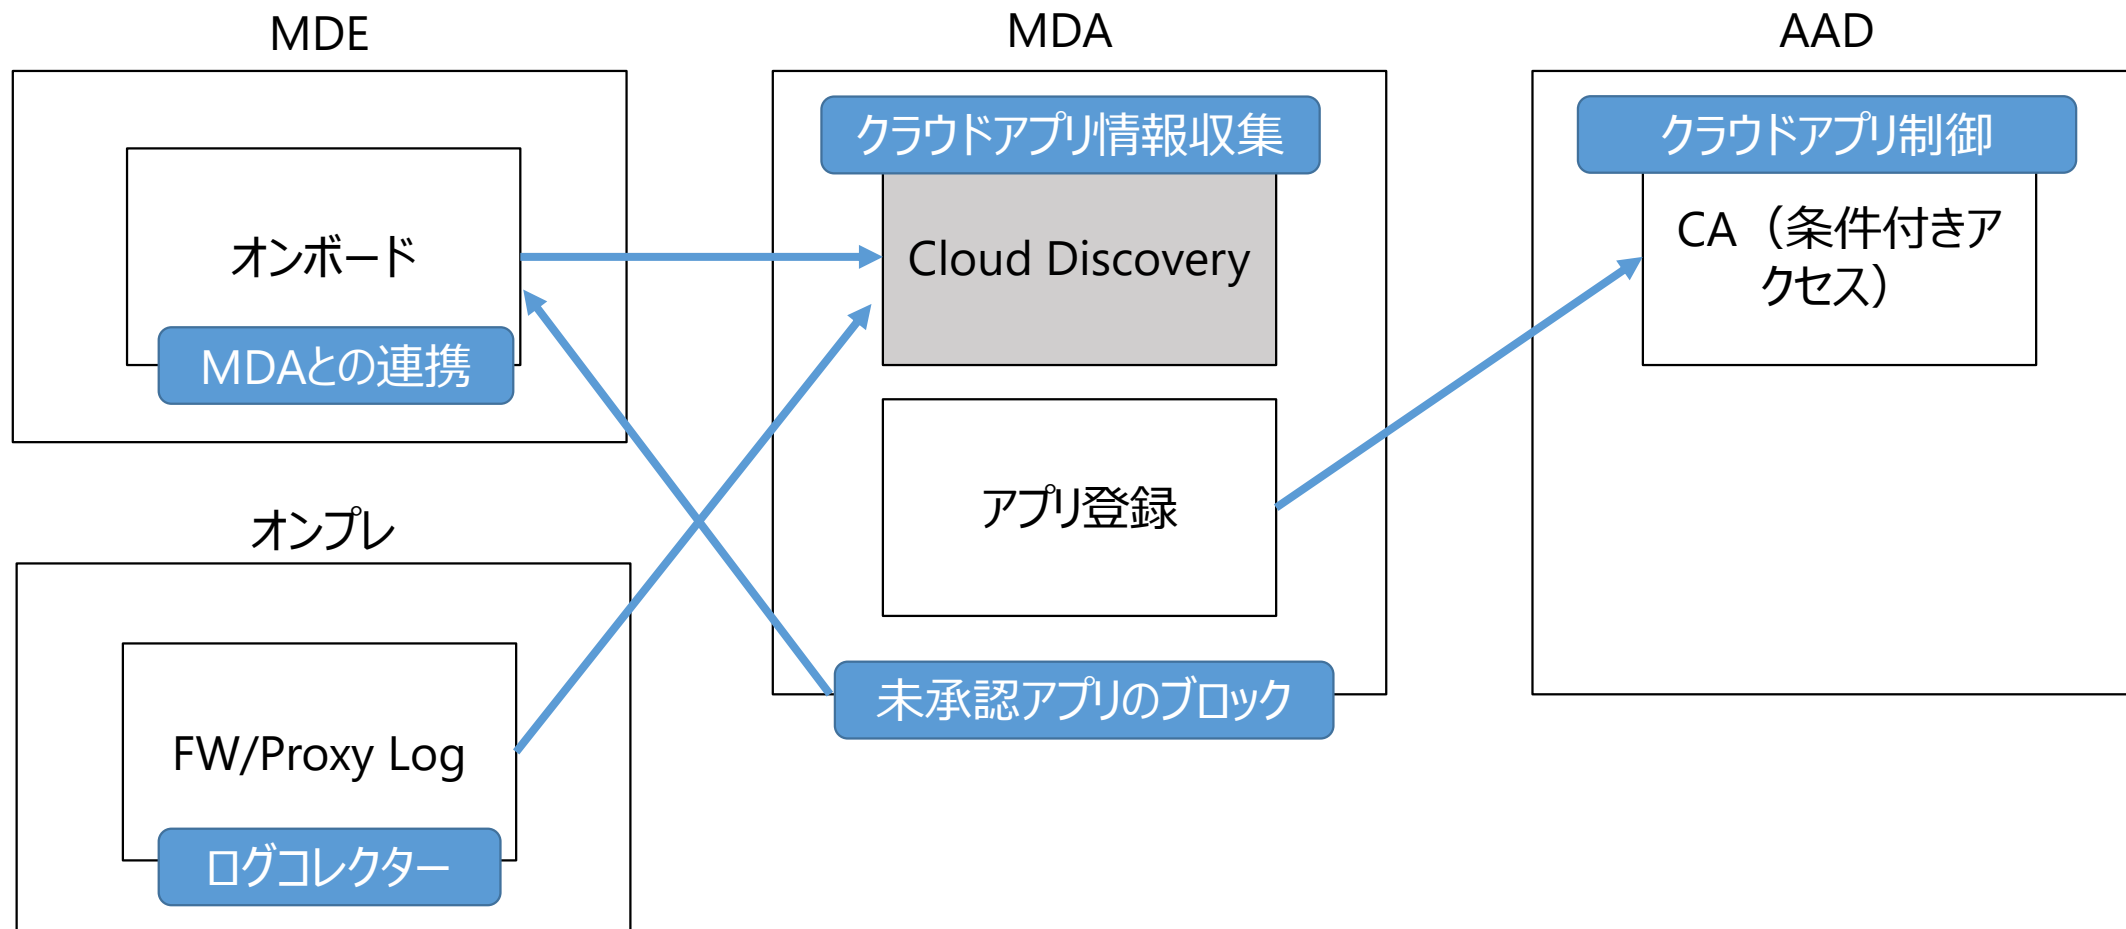 MDE
MDA
AAD
クラウドアプリ情報収集
クラウドアプリ制御
オンボード
Cloud Discovery
CA（条件付きア
クセス）
MDAとの連携
アプリ登録
オンプレ
未承認アプリのブロック
FW/Proxy Log
ログコレクター